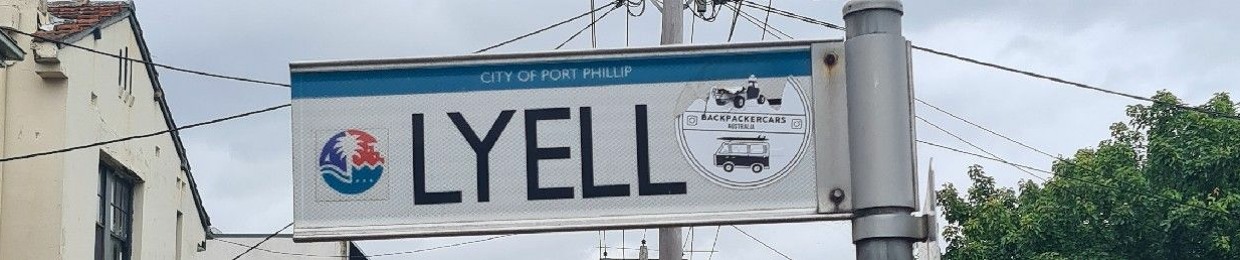 CITY OF PORT PHILLIP
LYELL
BACKPACKERCARS
AUSTRALIA